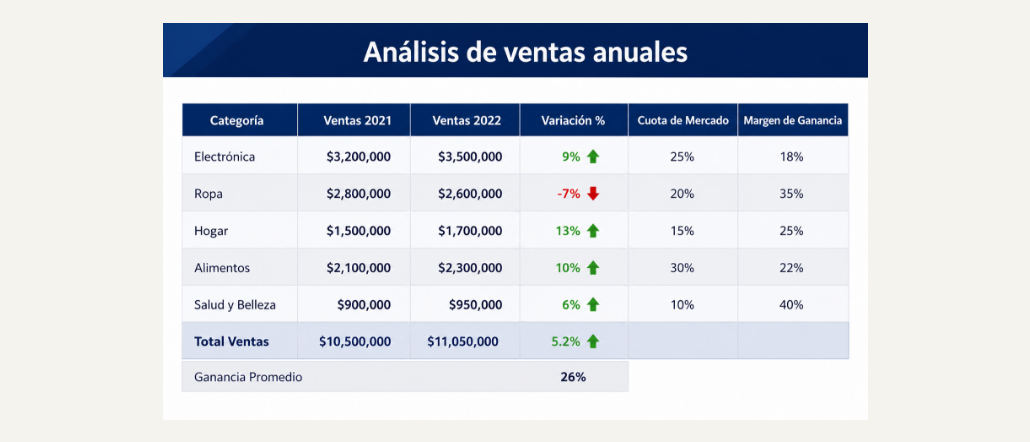 Análisis de ventas anuales
Categoría Ventas 2021 Ventas 2022 Variación % Cuota de Mercado Margen de Ganancia
Electrónica $3,200,000 $3,500,000 9% 25% 18%
Ropa $2,800,000 $2,600,000 -7% 20% 35%
Hogar $1,500,000 $1,700,000 13% 15% 25%
Alimentos $2,100,000 $2,300,000 10% 30% 22%
Salud y Belleza $900,000 $950,000 6% 10% 40%
Total Ventas $10,500,000 $11,050,000 5.2%
Ganancia Promedio 26%